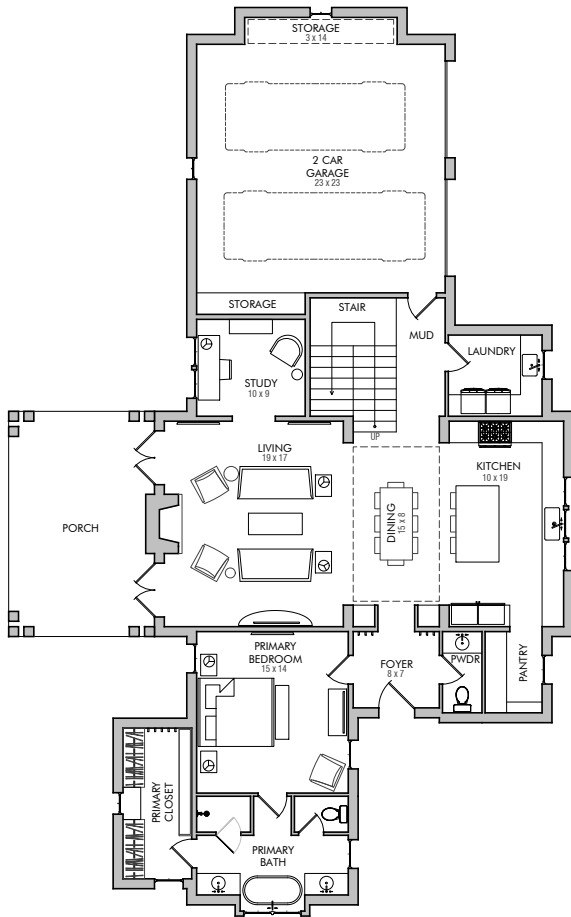 STORAGE
3 x 14
2 CAR
GARAGE
23 x 23
STORAGE
STAIR
MUD
LAUNDRY
STUDY
10 x 9
UP
LIVING
19 x 17
KITCHEN
10 x 19
DINING
15 x 8
PORCH
PRIMARY
BEDROOM
15 x 14
FOYER
8 x 7
PWDR
PANTRY
PRIMARY
CLOSET
PRIMARY
BATH